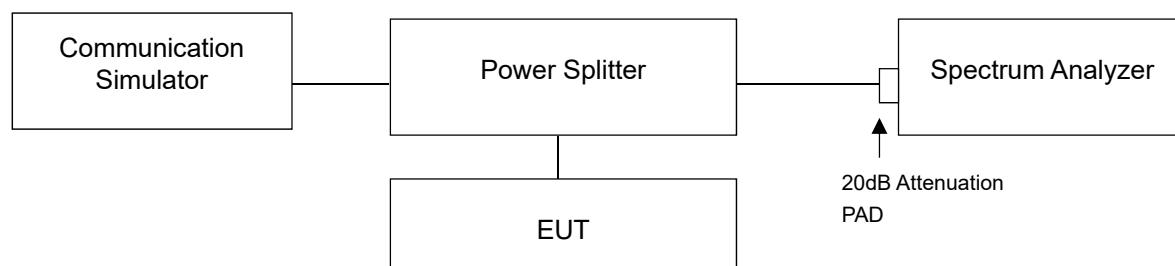 Communication
Simulator
Power Splitter
Spectrum Analyzer
20dB Attenuation
PAD
EUT